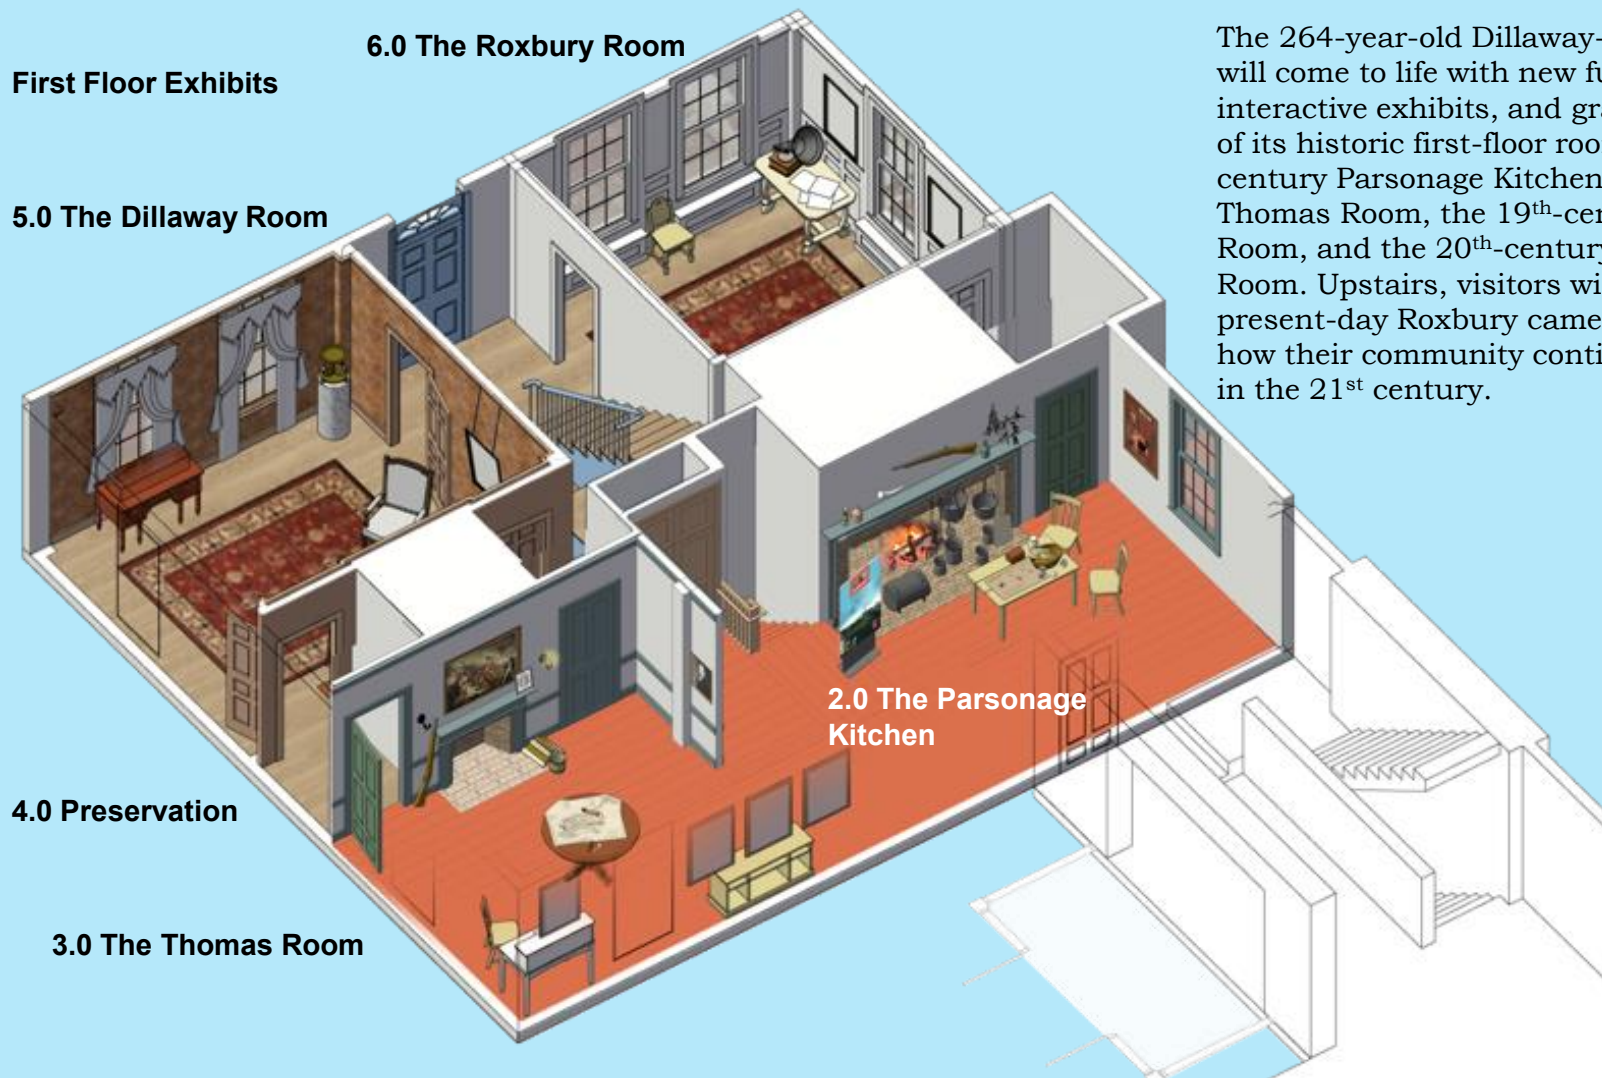 6.0 The Roxbury Room
First Floor Exhibits
5.0 The Dillaway Room
2.0 The Parsonage
Kitchen
4.0 Preservation
3.0 The Thomas Room
The 264-year-old Dillaway-
will come to life with new
interactive exhibits, and
of its historic first-floor
century Parsonage Kitchen
Thomas Room, the 19th-
Room, and the 20th-century
Room. Upstairs, visitors
present-day Roxbury came
how their community
in the 21st century.